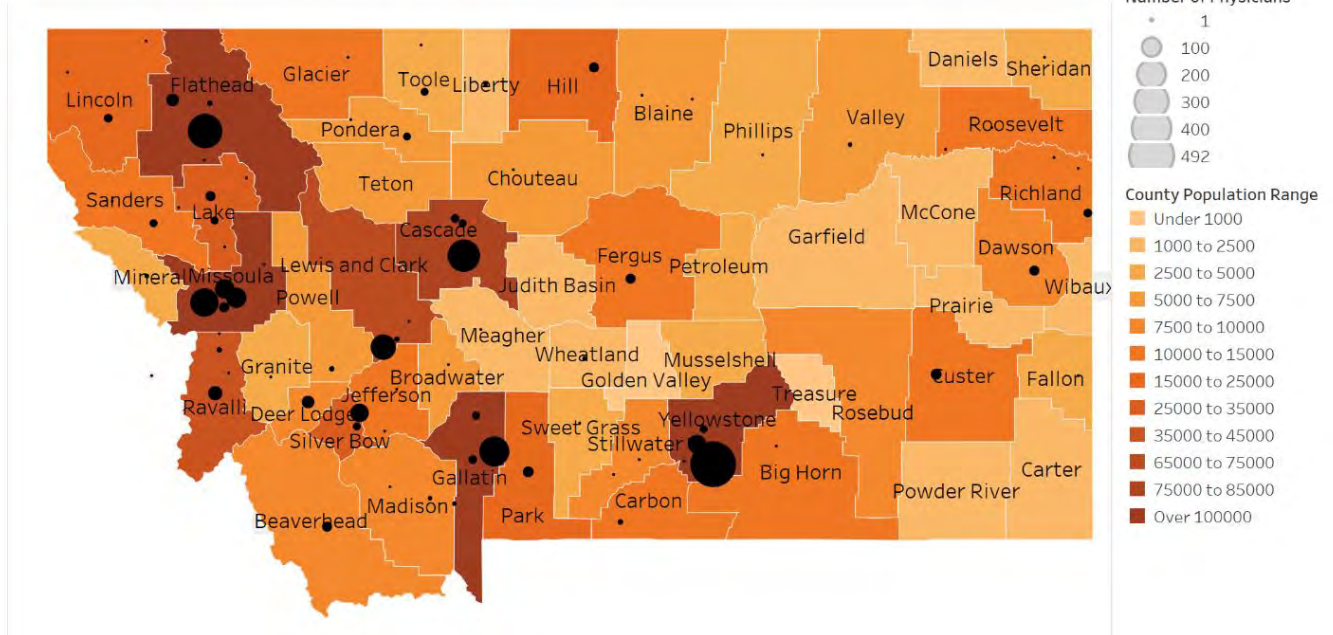 Number of Physicians
1
100
200
300
400
492
County Population Range
Under 1000
1000 to 2500
2500 to 5000
5000 to 7500
7500 to 10000
10000 to 15000
15000 to 25000
25000 to 35000
35000 to 45000
65000 to 75000
75000 to 85000
Over 100000
Lincoln
Flathead
Glacier
Toole
Liberty
Hill
Blaine
Phillips
Valley
Daniels
Sheridan
Roosevelt
Pondera
Teton
Chouteau
Sanders
Lake
Cascade
Fergus
Petroleum
Garfield
McCone
Richland
Dawson
Wibaux
Mineral
Missoula
Powell
Lewis and Clark
Judith Basin
Prairie
Meagher
Wheatland
Golden Valley
Musselshell
Treasure
Rosebud
Custer
Fallon
Granite
Broadwater
Jefferson
Deer Lodge
Silver Bow
Ravalli
Gallatin
Sweet Grass
Stillwater
Yellowstone
Big Horn
Powder River
Carter
Beaverhead
Madison
Park
Carbon